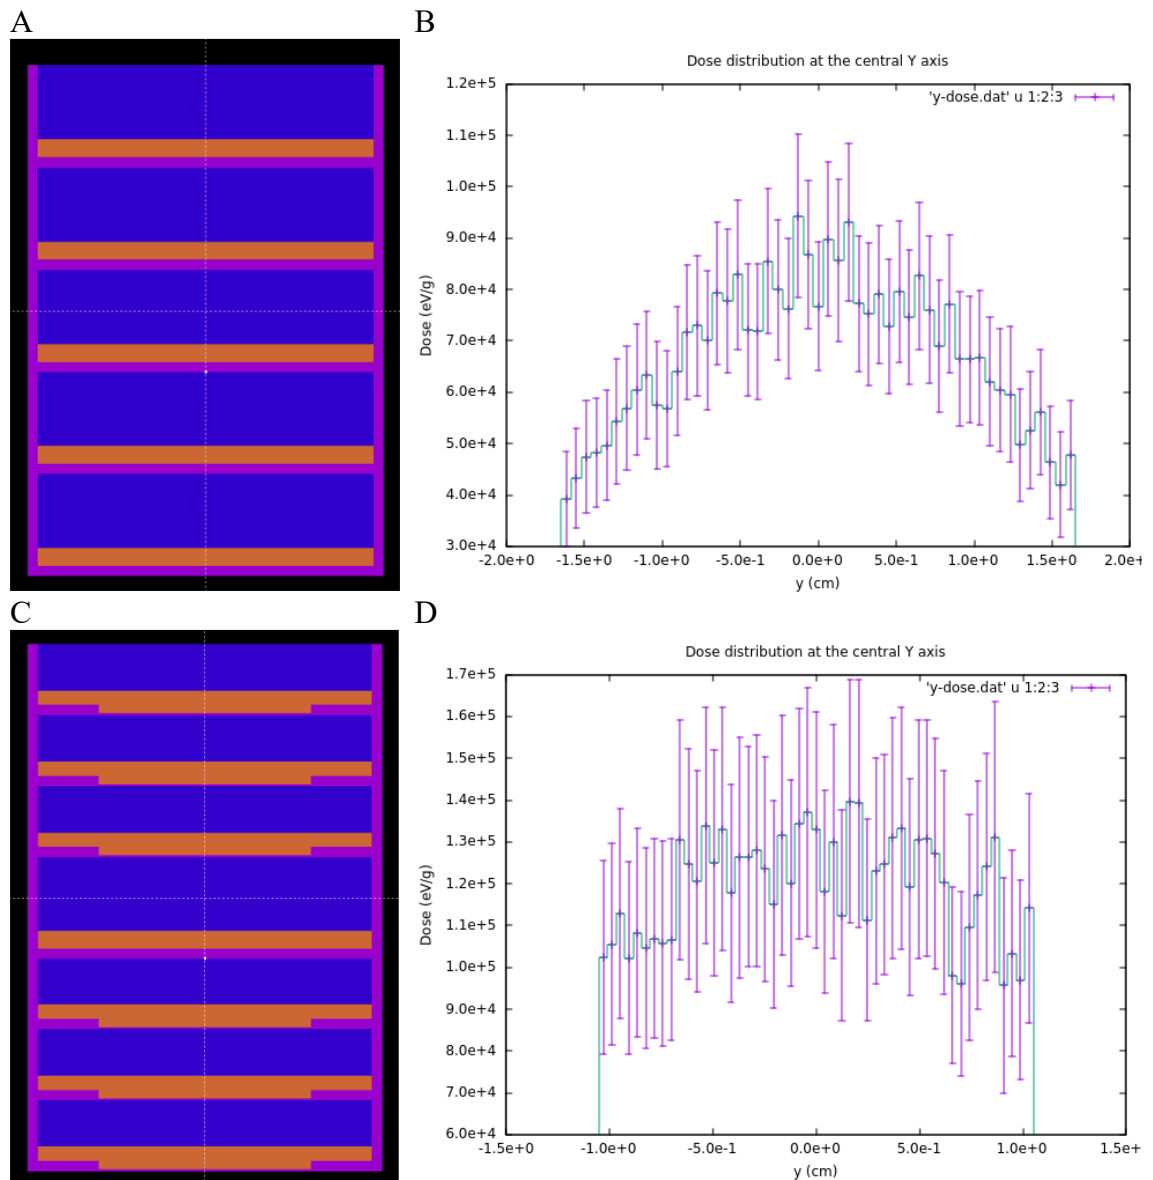 A
B
Dose distribution at the central Y axis
'y-dose.dat' u 1:2:3
1.2e+5
1.1e+5
1.0e+5
9.0e+4
8.0e+4
7.0e+4
6.0e+4
5.0e+4
4.0e+4
3.0e+4
Dose (eV/g)
-2.0e+0 -1.5e+0 -1.0e+0 -5.0e-1 0.0e+0 5.0e-1 1.0e+0 1.5e+0 2.0e+
y (cm)
C
D
Dose distribution at the central Y axis
'y-dose.dat' u 1:2:3
1.7e+5
1.6e+5
1.5e+5
1.4e+5
1.3e+5
1.2e+5
1.1e+5
1.0e+5
9.0e+4
8.0e+4
7.0e+4
6.0e+4
Dose (eV/g)
-1.5e+0 -1.0e+0 -5.0e-1 0.0e+0 5.0e-1 1.0e+0 1.5e+
y (cm)